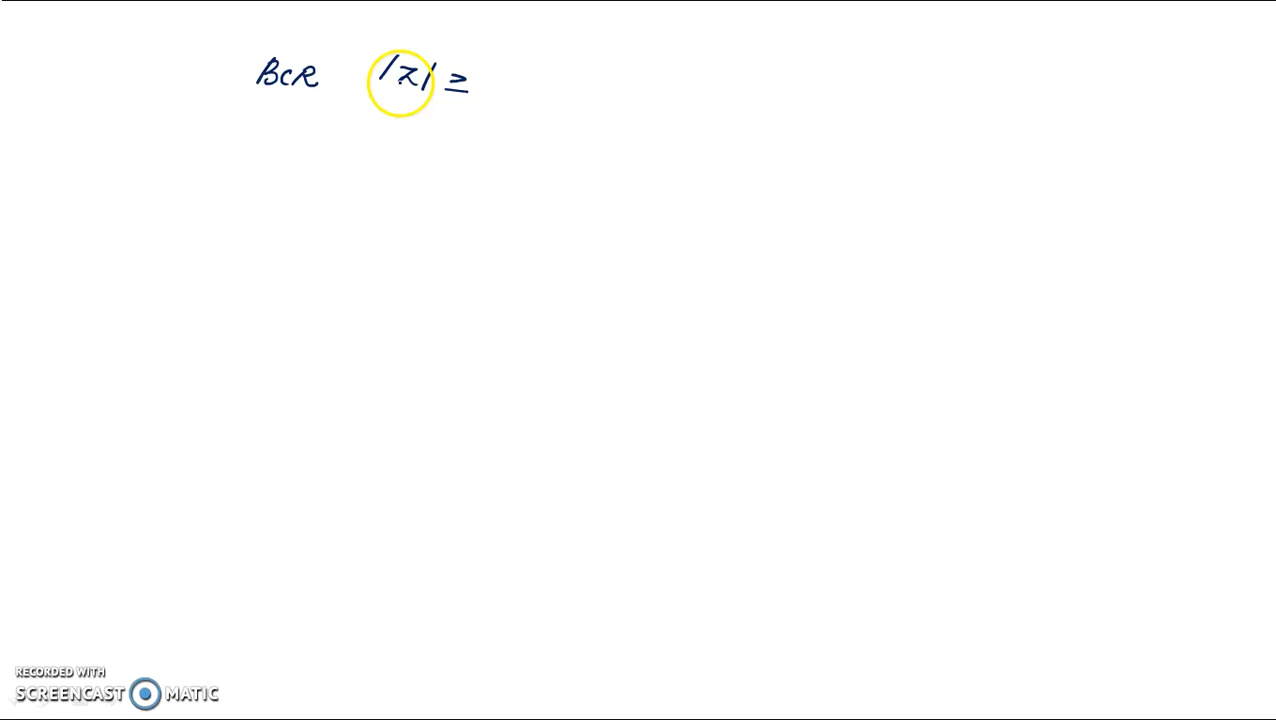 BCR |z| ≥
RECORDED WITH
SCREENCAST MATIC